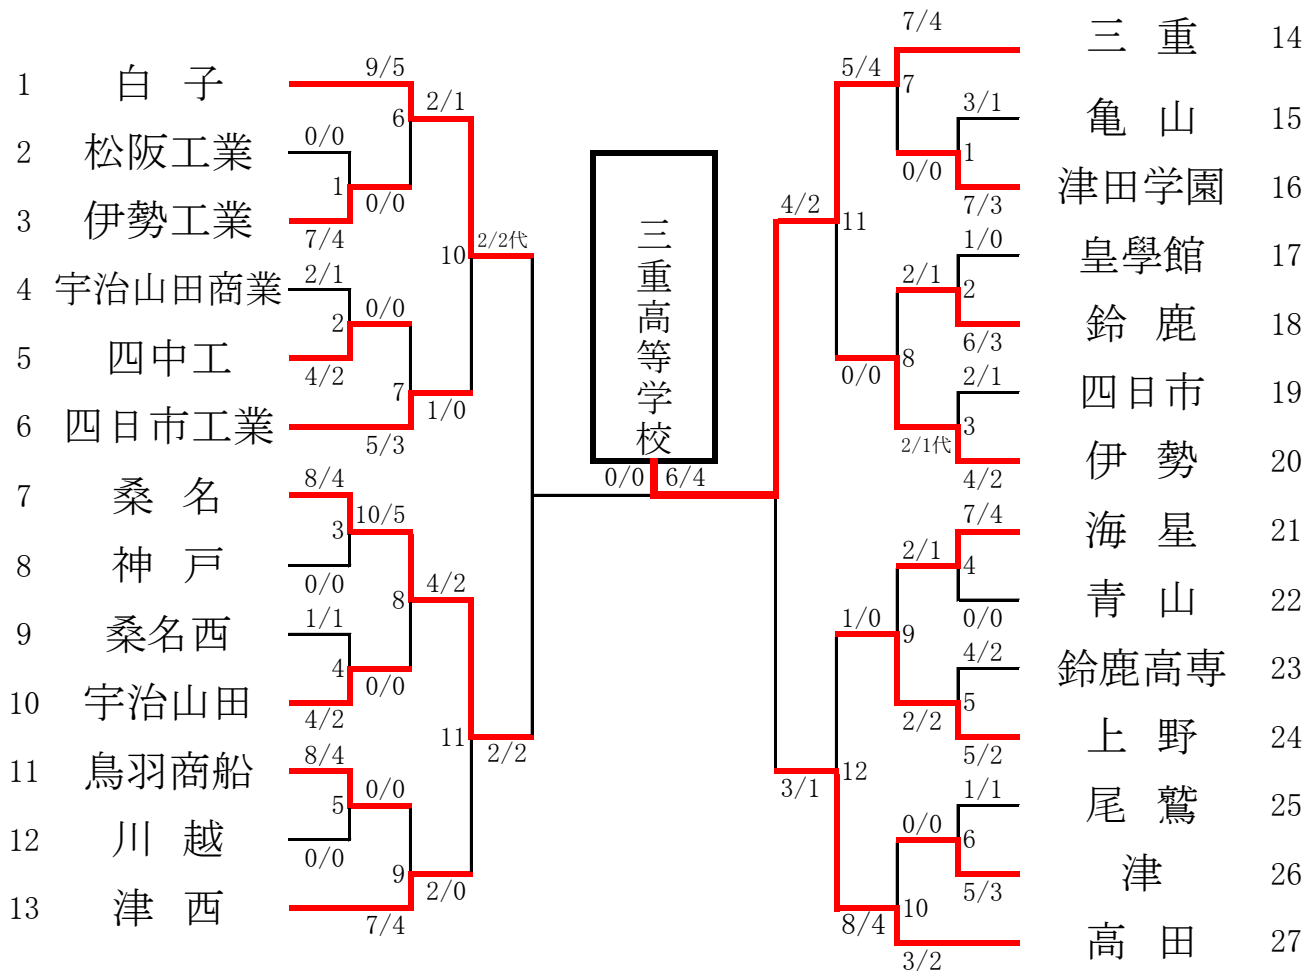 1 白子 9/5
2 松阪工業 0/0
3 伊勢工業 7/4
4 宇治山田商業 2/1
5 四中工 4/2
6 四日市工業 5/3
7 桑名 8/4
8 神戸 0/0
9 桑名西 1/1
10 宇治山田 4/2
11 鳥羽商船 8/4
12 川越 0/0
13 津西 7/4
1 0/0
2 0/0
3 10/5
4 0/0
5 0/0
6 2/1
7 1/0
8 4/2
9 2/0
10 2/2代
11 2/2
三重高等学校
0/0 6/4
7/4 三重 14
3/1 亀山 15
7/3 津田学園 16
1/0 皇學館 17
6/3 鈴鹿 18
2/1 四日市 19
4/2 伊勢 20
7/4 海星 21
0/0 青山 22
4/2 鈴鹿高専 23
5/2 上野 24
1/1 尾鷲 25
5/3 津 26
3/2 高田 27
0/0 1
2/1 2
2/1代 3
2/1 4
2/2 5
0/0 6
5/4 7
0/0 8
1/0 9
8/4 10
4/2 11
3/1 12